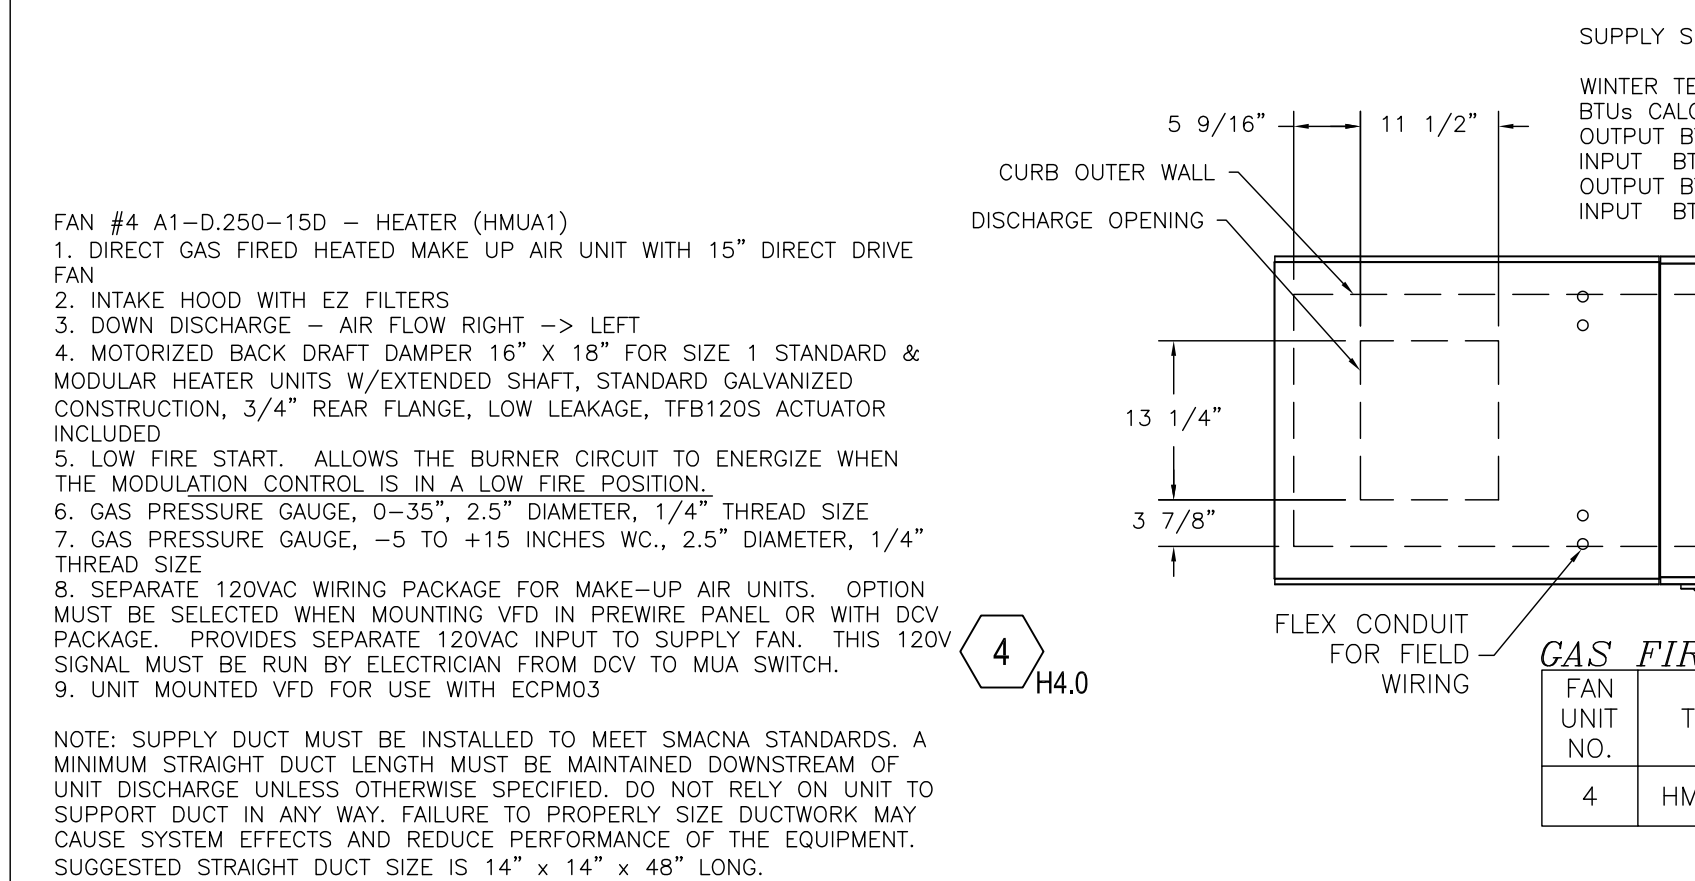 FAN #4 A1-D.250-15D – HEATER (HMUA1)
1. DIRECT GAS FIRED HEATED MAKE UP AIR UNIT WITH 15" DIRECT DRIVE
FAN
2. INTAKE HOOD WITH EZ FILTERS
3. DOWN DISCHARGE – AIR FLOW RIGHT -> LEFT
4. MOTORIZED BACK DRAFT DAMPER 16" X 18" FOR SIZE 1 STANDARD &
MODULAR HEATER UNITS W/EXTENDED SHAFT, STANDARD GALVANIZED
CONSTRUCTION, 3/4" REAR FLANGE, LOW LEAKAGE, TFB120S ACTUATOR
INCLUDED
5. LOW FIRE START. ALLOWS THE BURNER CIRCUIT TO ENERGIZE WHEN
THE MODULATION CONTROL IS IN A LOW FIRE POSITION.
6. GAS PRESSURE GAUGE, 0-35", 2.5" DIAMETER, 1/4" THREAD SIZE
7. GAS PRESSURE GAUGE, -5 TO +15 INCHES WC., 2.5" DIAMETER, 1/4"
THREAD SIZE
8. SEPARATE 120VAC WIRING PACKAGE FOR MAKE-UP AIR UNITS. OPTION
MUST BE SELECTED WHEN MOUNTING VFD IN PREWIRE PANEL OR WITH DCV
PACKAGE. PROVIDES SEPARATE 120VAC INPUT TO SUPPLY FAN. THIS 120V
SIGNAL MUST BE RUN BY ELECTRICIAN FROM DCV TO MUA SWITCH.
9. UNIT MOUNTED VFD FOR USE WITH ECPM03
NOTE: SUPPLY DUCT MUST BE INSTALLED TO MEET SMACNA STANDARDS. A
MINIMUM STRAIGHT DUCT LENGTH MUST BE MAINTAINED DOWNSTREAM OF
UNIT DISCHARGE UNLESS OTHERWISE SPECIFIED. DO NOT RELY ON UNIT TO
SUPPORT DUCT IN ANY WAY. FAILURE TO PROPERLY SIZE DUCTWORK MAY
CAUSE SYSTEM EFFECTS AND REDUCE PERFORMANCE OF THE EQUIPMENT.
SUGGESTED STRAIGHT DUCT SIZE IS 14" x 14" x 48" LONG.
4
H4.0
5 9/16"
11 1/2"
CURB OUTER WALL
DISCHARGE OPENING
13 1/4"
3 7/8"
FLEX CONDUIT
FOR FIELD
WIRING
SUPPLY
WINTER
BTUs
OUTPUT
INPUT
OUTPUT
INPUT
GAS
FAN
UNIT
NO.
4